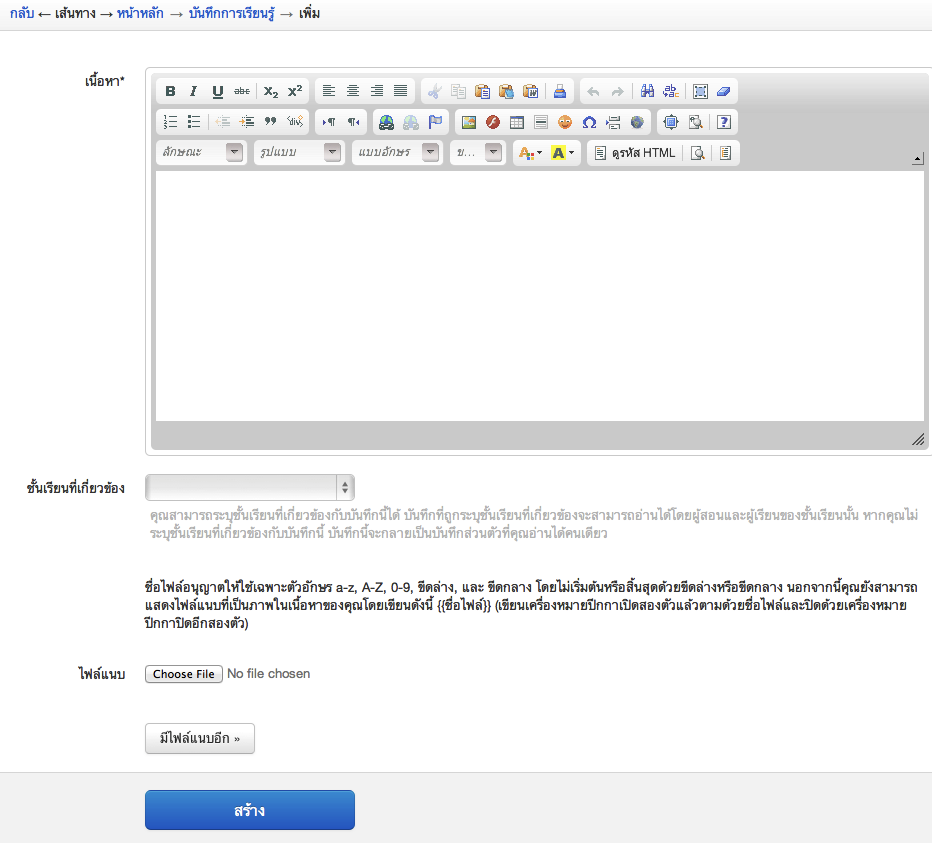 กลับ ← เส้นทาง → หน้าหลัก → บันทึกการเรียนรู้ → เพิ่ม
เนื้อหา*
B I U abc X₂ X²
ลักษณะ รูปแบบ แบบอักษร ข... A A ดูรหัส HTML
ชั้นเรียนที่เกี่ยวข้อง
คุณสามารถระบุชั้นเรียนที่เกี่ยวข้องกับบันทึกนี้ได้ บันทึกที่ถูกระบุชั้นเรียนที่เกี่ยวข้องจะสามารถอ่านได้โดยผู้สอนและผู้เรียนของชั้นเรียนนั้น หากคุณไม่
ระบุชั้นเรียนที่เกี่ยวข้องกับบันทึกนี้ บันทึกนี้จะกลายเป็นบันทึกส่วนตัวที่คุณอ่านได้คนเดียว
ชื่อไฟล์อนุญาตให้ใช้เฉพาะตัวอักษร a-z, A-Z, 0-9, ขีดล่าง, และ ขีดกลาง โดยไม่เริ่มต้นหรือสิ้นสุดด้วยขีดล่างหรือขีดกลาง นอกจากนี้คุณยังสามารถ
แสดงไฟล์แนบที่เป็นภาพในเนื้อหาของคุณโดยเขียนดังนี้ {{ชื่อไฟล์}} (เขียนเครื่องหมายปีกกาเปิดสองตัวแล้วตามด้วยชื่อไฟล์และปิดด้วยเครื่องหมาย
ปีกกาปิดอีกสองตัว)
ไฟล์แนบ Choose File No file chosen
มีไฟล์แนบอีก »
สร้าง